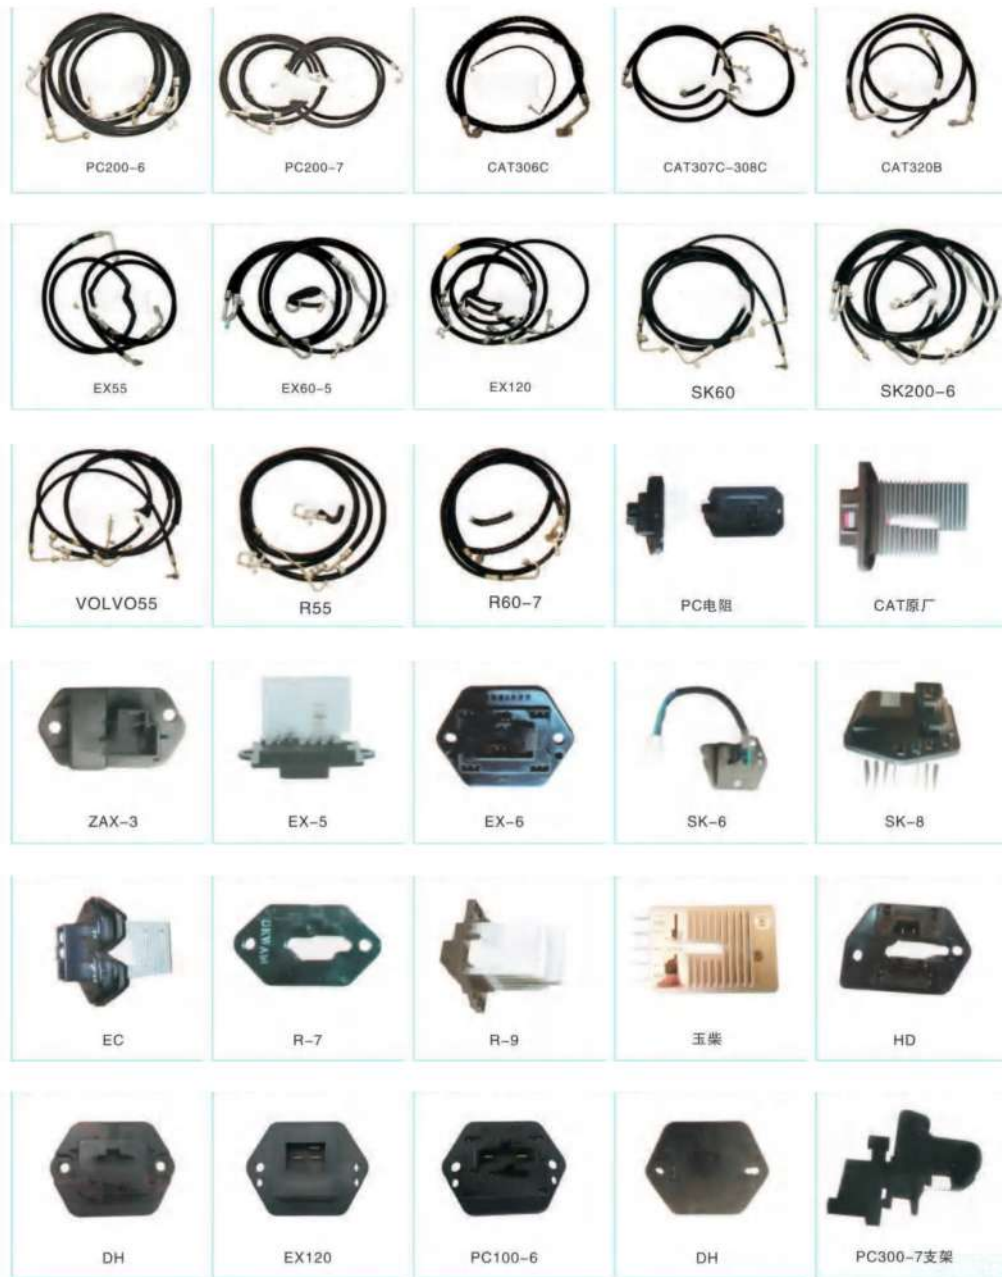 PC200-6
PC200-7
CAT306C
CAT307C-308C
CAT320B
EX55
EX60-5
EX120
SK60
SK200-6
VOLVO55
R55
R60-7
PC电阻
CAT原厂
ZAX-3
EX-5
EX-6
SK-6
SK-8
EC
R-7
R-9
玉柴
HD
DH
EX120
PC100-6
DH
PC300-7支架